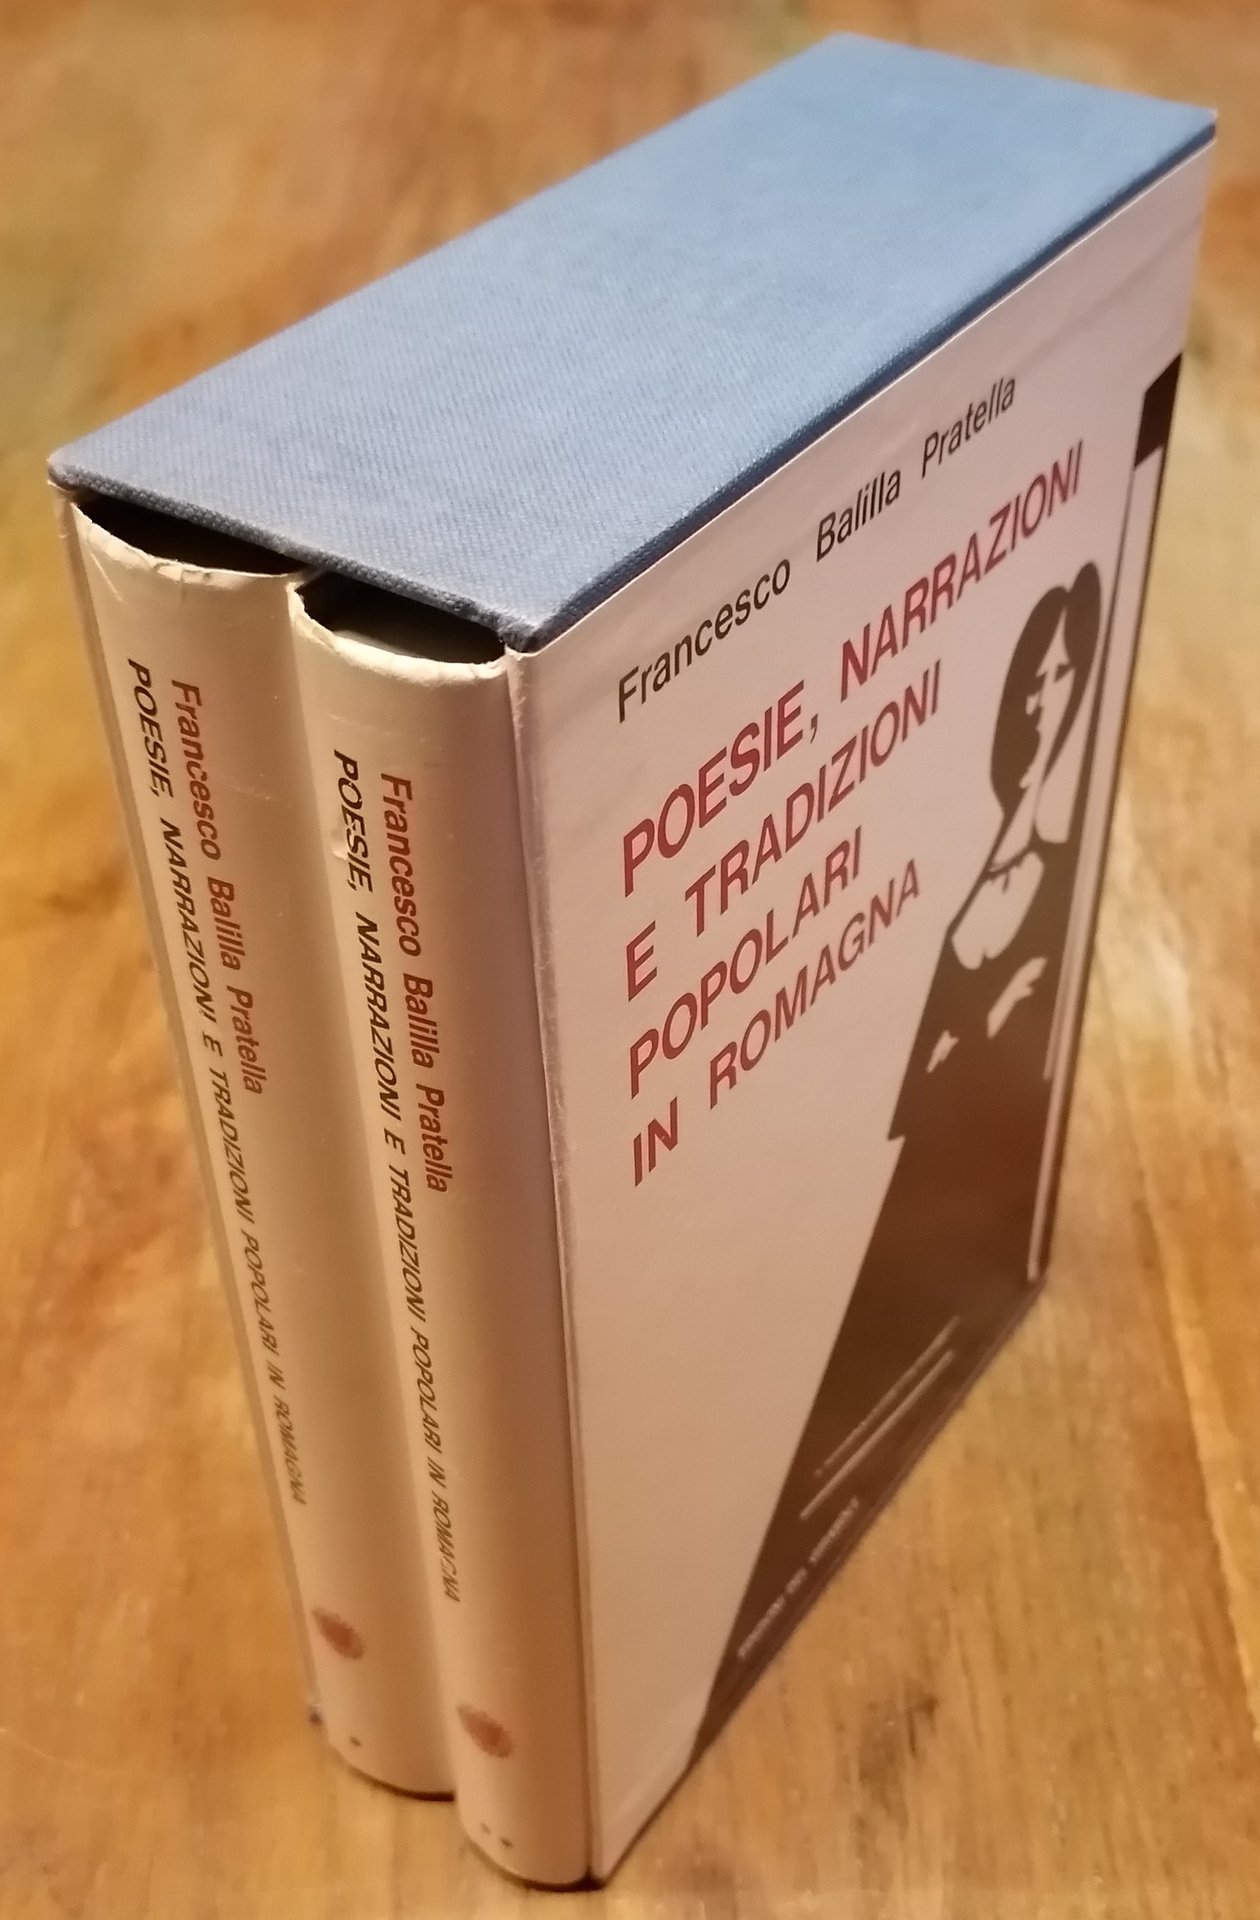 Francesco Balilla Pratella
POESIE, NARRAZIONI E TRADIZIONI POPOLARI IN ROMAGNA
Francesco Balilla Pratella
POESIE, NARRAZIONI E TRADIZIONI POPOLARI IN ROMAGNA
Francesco Balilla Pratella
POESIE, NARRAZIONI
E TRADIZIONI
POPOLARI
IN ROMAGNA